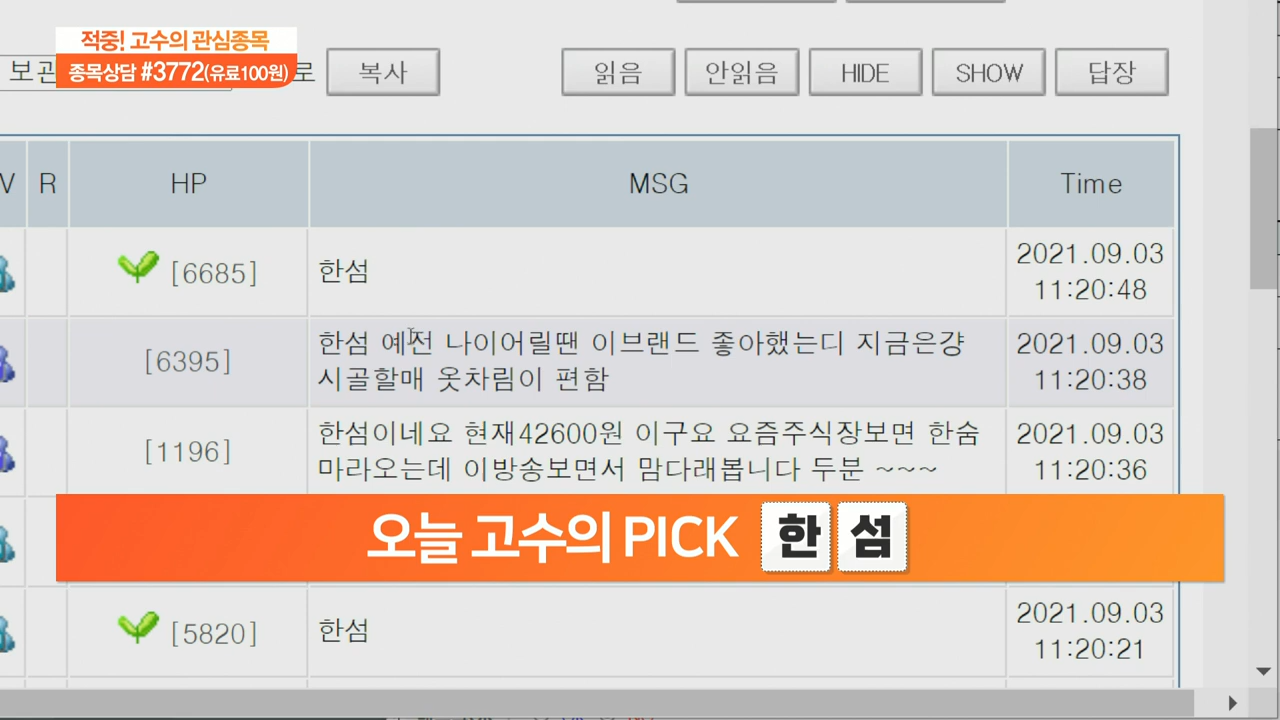 적중! 고수의 관심종목
종목상담 #3772(유료100원)
보관
로
복사
읽음
안읽음
HIDE
SHOW
답장
V
R
HP
MSG
Time
[6685]
한섬
2021.09.03
11:20:48
[6395]
한섬 예전 나이어릴땐 이브랜드 좋아했는디 지금은걍
시골할매 옷차림이 편함
2021.09.03
11:20:38
[1196]
한섬이네요 현재42600원 이구요 요즘주식장보면 한숨
마라오는데 이방송보면서 맘다래봅니다 두분 ~~~
2021.09.03
11:20:36
오늘 고수의 PICK 한섬
[5820]
한섬
2021.09.03
11:20:21